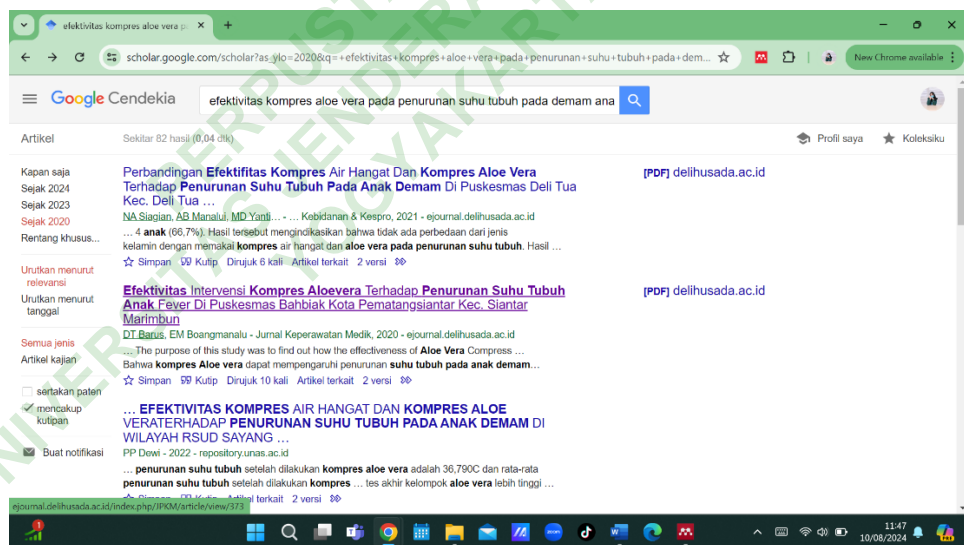 efektivitas kompres aloe vera pa
scholar.google.com/scholar?as_ylo=2020&q=+efektivitas+kompres+aloe+vera+pada+penurunan+suhu+tubuh+pada+dem...
New Chrome available
Google Cendekia
efektivitas kompres aloe vera pada penurunan suhu tubuh pada demam ana
Artikel
Sekitar 82 hasil (0,04 dtk)
Profil saya
Koleksiku
Kapan saja
Sejak 2024
Sejak 2023
Sejak 2020
Rentang khusus...
Urutkan menurut
relevansi
Urutkan menurut
tanggal
Semua jenis
Artikel kajian
sertakan paten
mencakup
kutipan
Buat notifikasi
Perbandingan Efektifitas Kompres Air Hangat Dan Kompres Aloe Vera
Terhadap Penurunan Suhu Tubuh Pada Anak Demam Di Puskesmas Deli Tua
Kec. Deli Tua ...
NA Siagian, AB Manalui, MD Yanti... - ... Kebidanan & Kespro, 2021 - ejournal.delihusada.ac.id
... 4 anak (66,7%). Hasil tersebut mengindikasikan bahwa tidak ada perbedaan dari jenis
kelamin dengan memakai kompres air hangat dan aloe vera pada penurunan suhu tubuh. Hasil ...
Simpan Kutip Dirujuk 6 kali Artikel terkait 2 versi
[PDF] delihusada.ac.id
Efektivitas Intervensi Kompres Aloevera Terhadap Penurunan Suhu Tubuh
Anak Fever Di Puskesmas Bahbiak Kota Pematangsiantar Kec. Siantar
Marimbun
DT Barus, EM Boangmanalu - Jurnal Keperawatan Medik, 2020 - ejournal.delihusada.ac.id
... The purpose of this study was to find out how the effectiveness of Aloe Vera Compress ...
Bahwa kompres Aloe vera dapat mempengaruhi penurunan suhu tubuh pada anak demam...
Simpan Kutip Dirujuk 10 kali Artikel terkait 2 versi
[PDF] delihusada.ac.id
... EFEKTIVITAS KOMPRES AIR HANGAT DAN KOMPRES ALOE
VERATERHADAP PENURUNAN SUHU TUBUH PADA ANAK DEMAM DI
WILAYAH RSUD SAYANG ...
PP Dewi - 2022 - repository.unas.ac.id
... penurunan suhu tubuh setelah dilakukan kompres aloe vera adalah 36,790C dan rata-rata
penurunan suhu tubuh setelah dilakukan kompres ... tes akhir kelompok aloe vera lebih tinggi ...
Simpan Kutip Artikel terkait 2 versi
ejournal.delihusada.ac.id/index.php/JPKM/article/view/373
11:47
10/08/2024